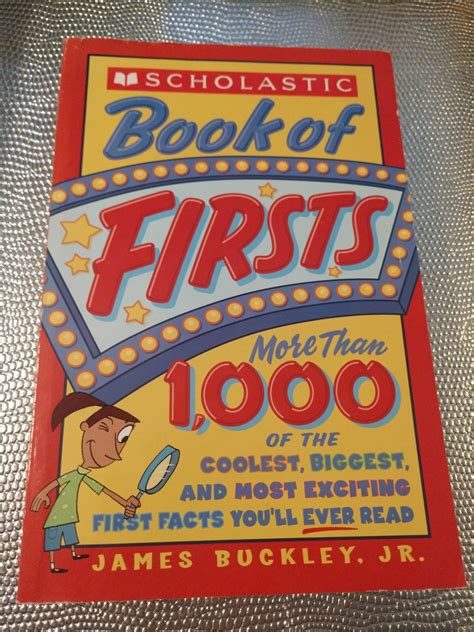 SCHOLASTIC
Book of
FIRSTS
More Than
1,000
OF THE
COOLEST, BIGGEST,
AND MOST EXCITING
FIRST FACTS YOU'LL EVER READ
JAMES BUCKLEY, JR.